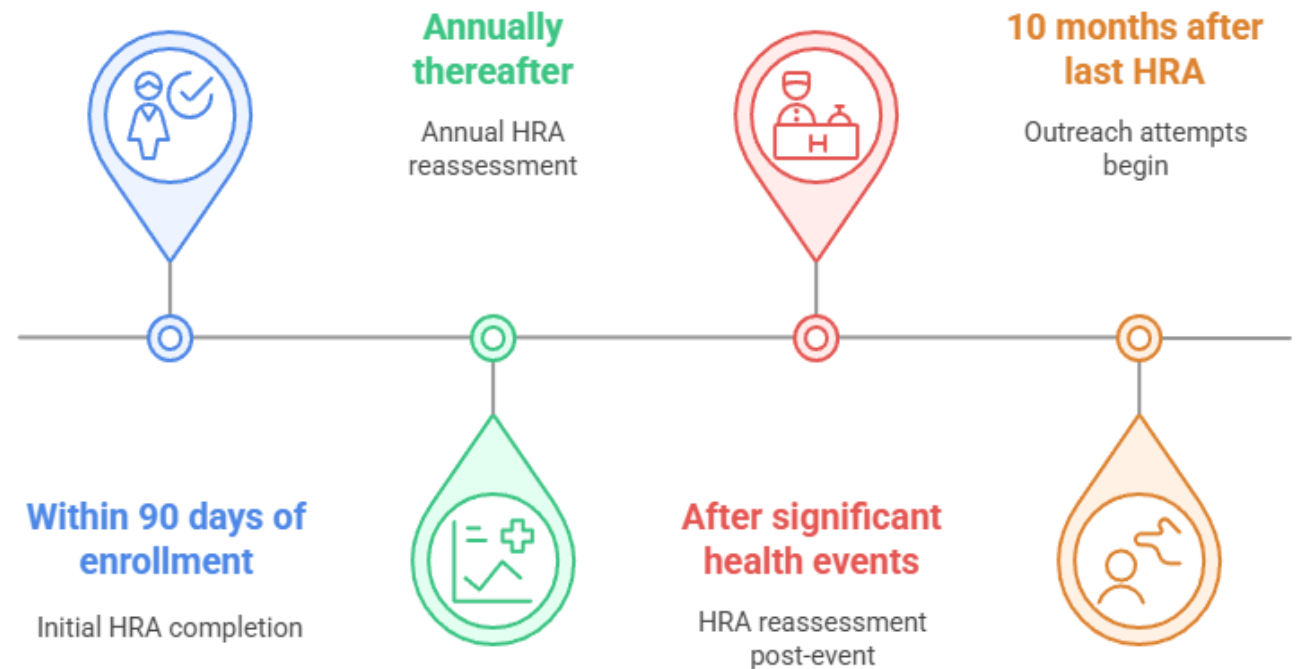 Within 90 days of
enrollment
Initial HRA completion
Annually
thereafter
Annual HRA
reassessment
H
After significant
health events
HRA reassessment
post-event
10 months after
last HRA
Outreach attempts
begin